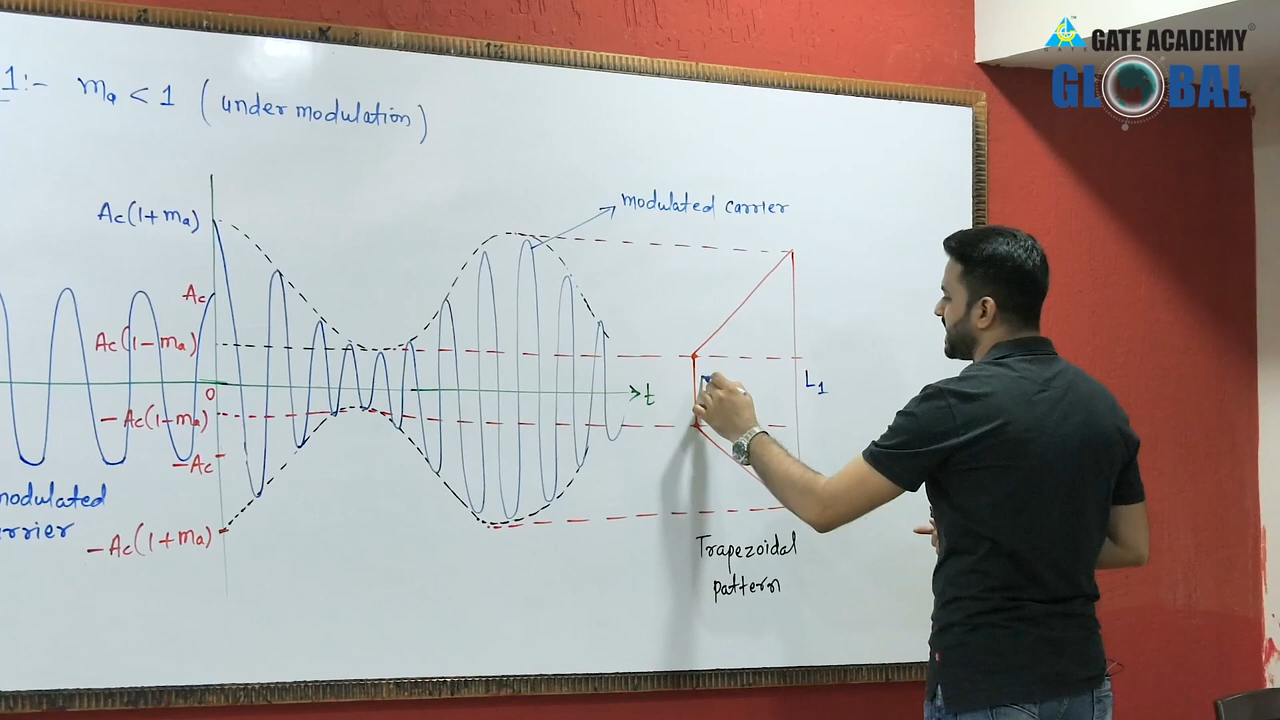 1:- ma < 1 (under modulation)
Ac(1+ma)
modulated carrier
Ac
Ac(1-ma)
0
t
L1
-Ac(1-ma)
-Ac
modulated
-Ac(1+ma)
Trapezoidal
pattern
GATE ACADEMY
GLOBAL